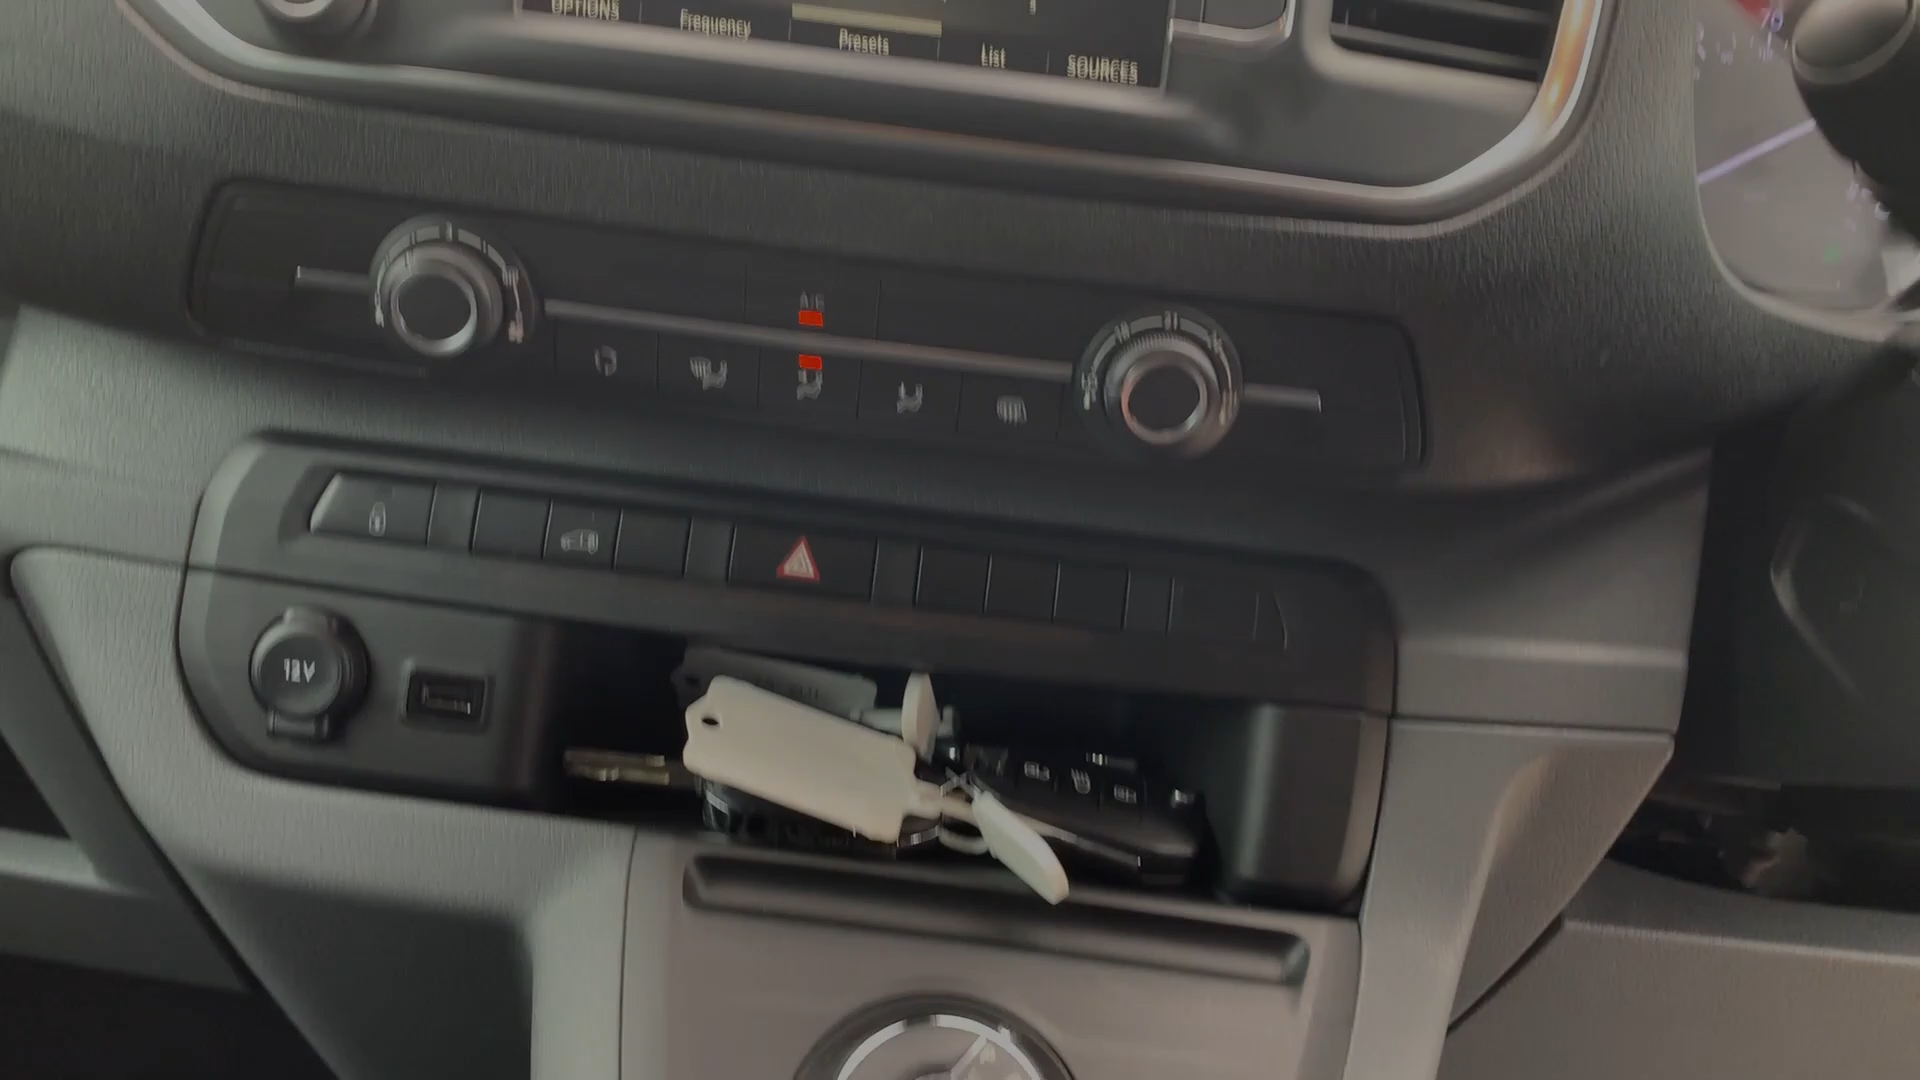 OPTIONS
Frequency
Presets
List
SOURCES
A/C
12V